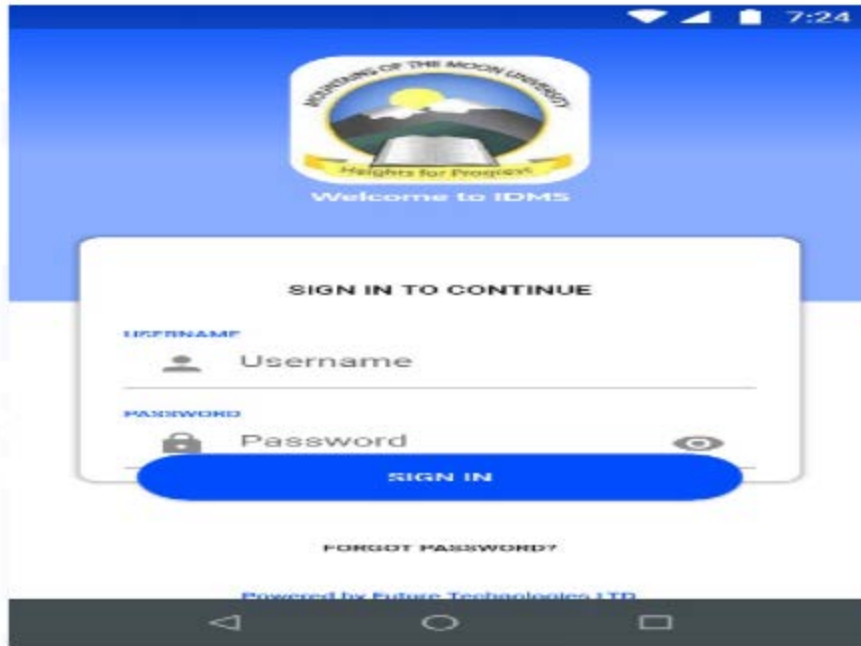 7:24
MOUNTAINS OF THE MOON UNIVERSITY
Heights for Progress
Welcome to IDMS
SIGN IN TO CONTINUE
USERNAME
Username
PASSWORD
Password
SIGN IN
FORGOT PASSWORD?
Powered by Future Technologies LTD